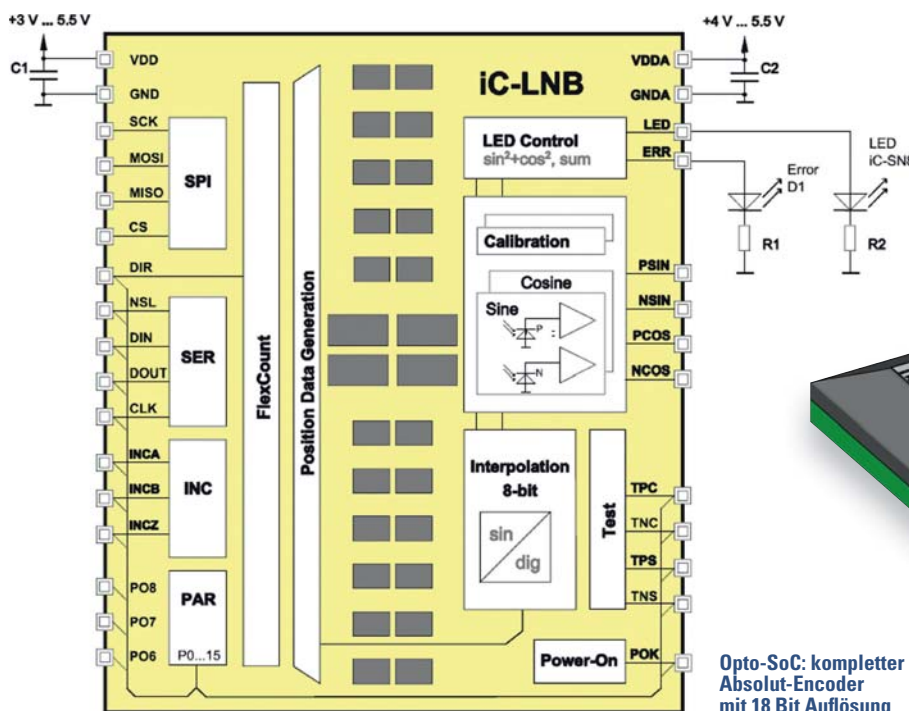 +3 V ... 5.5 V
C1
VDD
GND
SCK
MOSI
MISO
CS
SPI
DIR
NSL
DIN
DOUT
CLK
SER
INCA
INCB
INCZ
INC
PO8
PO7
PO6
PAR
P0...15
FlexCount
Position Data Generation
iC-LNB
LED Control
sin²+cos², sum
Calibration
Cosine
Sine
P
N
Interpolation
8-bit
sin
dig
Test
Power-On
+4 V ... 5.5 V
VDDA
C2
GNDA
LED
ERR
PSIN
NSIN
PCOS
NCOS
TPC
TNC
TPS
TNS
POK
Error
D1
R1
LED
R2
Opto-SoC: kompletter
Absolut-Encoder
mit 18 Bit Auflösung